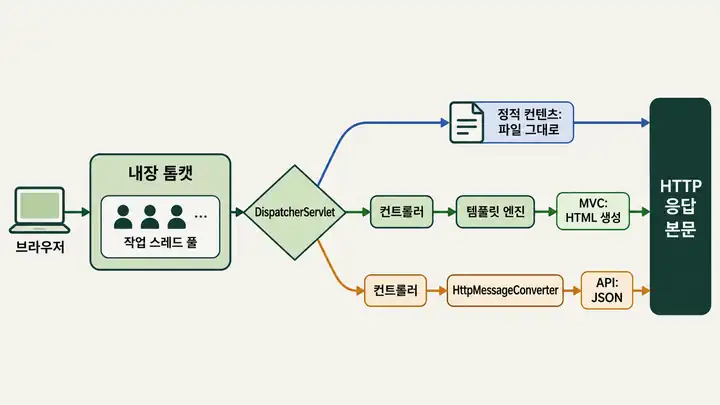 브라우저
내장 톰캣
...
작업 스레드 풀
DispatcherServlet
정적 컨텐츠:
파일 그대로
컨트롤러
템풀릿 엔진
MVC:
HTML 생성
컨트롤러
HttpMessageConverter
API:
JSON
HTTP
응답
본문